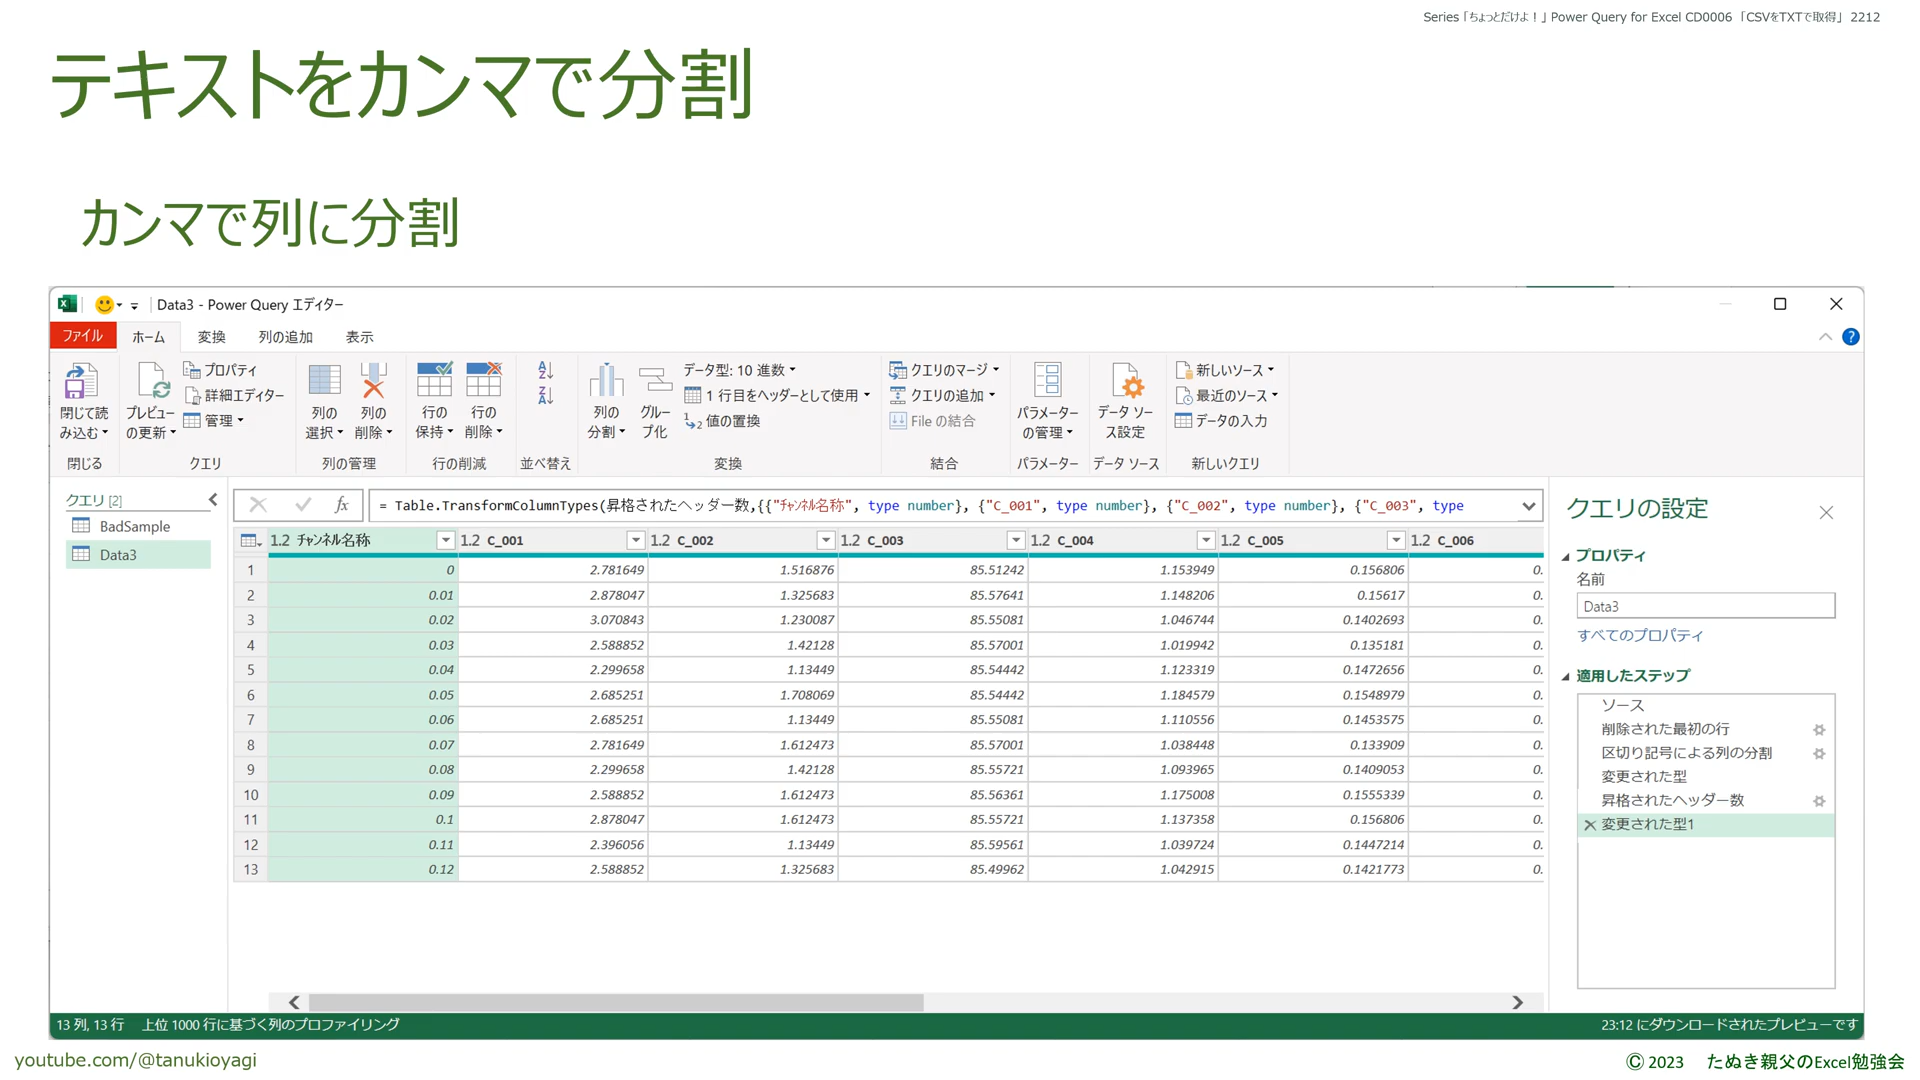 Series「ちょっとだけよ！」Power Query for Excel CD0006「CSVをTXTで取得」 2212
テキストをカンマで分割
カンマで列に分割
Data3 - Power Query エディター
ファイル ホーム 変換 列の追加 表示
閉じて読み込む
閉じる
プレビューの更新
プロパティ
詳細エディター
管理
クエリ
列の選択
列の削除
列の管理
行の保持
行の削除
行の削減
並べ替え
列の分割
グループ化
データ型: 10 進数
1 行目をヘッダーとして使用
値の置換
変換
クエリのマージ
クエリの追加
File の結合
結合
パラメーターの管理
パラメーター
データ ソース設定
データ ソース
新しいソース
最近のソース
データの入力
新しいクエリ
クエリ [2]
BadSample
Data3
fx
= Table.TransformColumnTypes(昇格されたヘッダー数,{{"チャンネル名称", type number}, {"C_001", type number}, {"C_002", type number}, {"C_003", type
1.2 チャンネル名称 1.2 C_001 1.2 C_002 1.2 C_003 1.2 C_004 1.2 C_005 1.2 C_006
1 0 2.781649 1.516876 85.51242 1.153949 0.156806 0.
2 0.01 2.878047 1.325683 85.57641 1.148206 0.15617 0.
3 0.02 3.070843 1.230087 85.55081 1.046744 0.1402693 0.
4 0.03 2.588852 1.42128 85.57001 1.019942 0.135181 0.
5 0.04 2.299658 1.13449 85.54442 1.123319 0.1472656 0.
6 0.05 2.685251 1.708069 85.54442 1.184579 0.1548979 0.
7 0.06 2.685251 1.13449 85.55081 1.110556 0.1453575 0.
8 0.07 2.781649 1.612473 85.57001 1.038448 0.133909 0.
9 0.08 2.299658 1.42128 85.55721 1.093965 0.1409053 0.
10 0.09 2.588852 1.612473 85.56361 1.175008 0.1555339 0.
11 0.1 2.878047 1.612473 85.55721 1.137358 0.156806 0.
12 0.11 2.396056 1.13449 85.59561 1.039724 0.1447214 0.
13 0.12 2.588852 1.325683 85.49962 1.042915 0.1421773 0.
クエリの設定
プロパティ
名前
Data3
すべてのプロパティ
適用したステップ
ソース
削除された最初の行
区切り記号による列の分割
変更された型
昇格されたヘッダー数
変更された型1
13 列, 13 行 上位 1000 行に基づく列のプロファイリング
23:12 にダウンロードされたプレビューです
youtube.com/@tanukioyagi
© 2023 たぬき親父のExcel勉強会